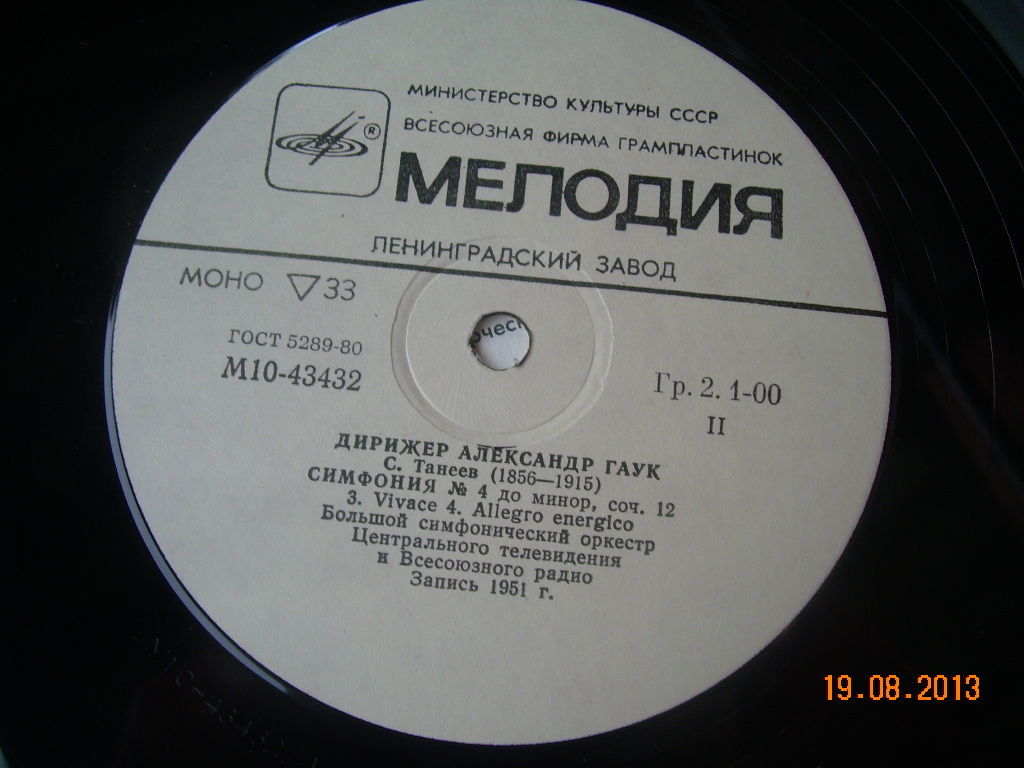 МИНИСТЕРСТВО КУЛЬТУРЫ СССР
ВСЕСОЮЗНАЯ ФИРМА ГРАМПЛАСТИНОК
®
МЕЛОДИЯ
ЛЕНИНГРАДСКИЙ ЗАВОД
МОНО ▽33
ГОСТ 5289-80
М10-43432
Гр. 2. 1-00
II
ДИРИЖЕР АЛЕКСАНДР ГАУК
С. Танеев (1856—1915)
СИМФОНИЯ № 4 до минор, соч. 12
3. Vivace 4. Allegro energico
Большой симфонический оркестр
Центрального телевидения
и Всесоюзного радио
Запись 1951 г.
19.08.2013